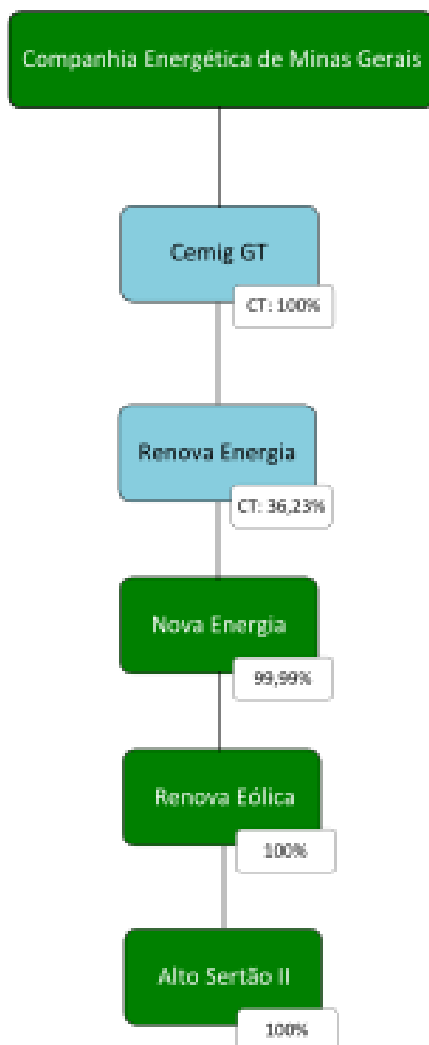 Companhia Energética de Minas Gerais
Cemig GT
CT: 100%
Renova Energia
CT: 36,23%
Nova Energia
99,99%
Renova Eólica
100%
Alto Sertão II
100%